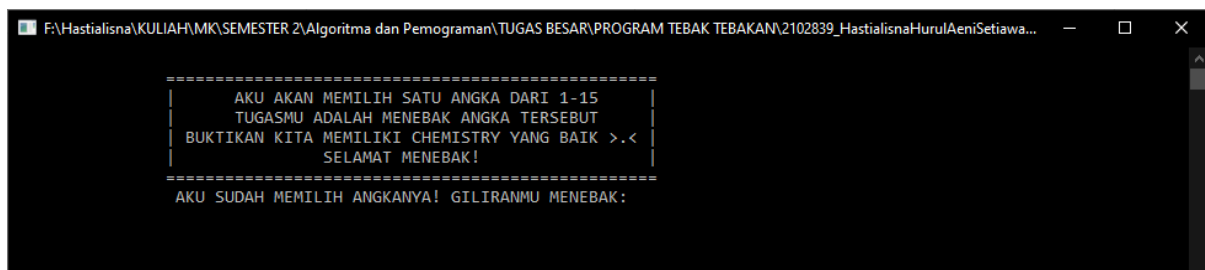 F:\Hastialisna\KULIAH\MK\SEMESTER 2\Algoritma dan Pemograman\TUGAS BESAR\PROGRAM TEBAK TEBAKAN\2102839_HastialisnaHurulAeniSetiawa...
==================================================
| AKU AKAN MEMILIH SATU ANGKA DARI 1-15 |
| TUGASMU ADALAH MENEBAK ANGKA TERSEBUT |
| BUKTIKAN KITA MEMILIKI CHEMISTRY YANG BAIK >.< |
| SELAMAT MENEBAK! |
==================================================
AKU SUDAH MEMILIH ANGKANYA! GILIRANMU MENEBAK: